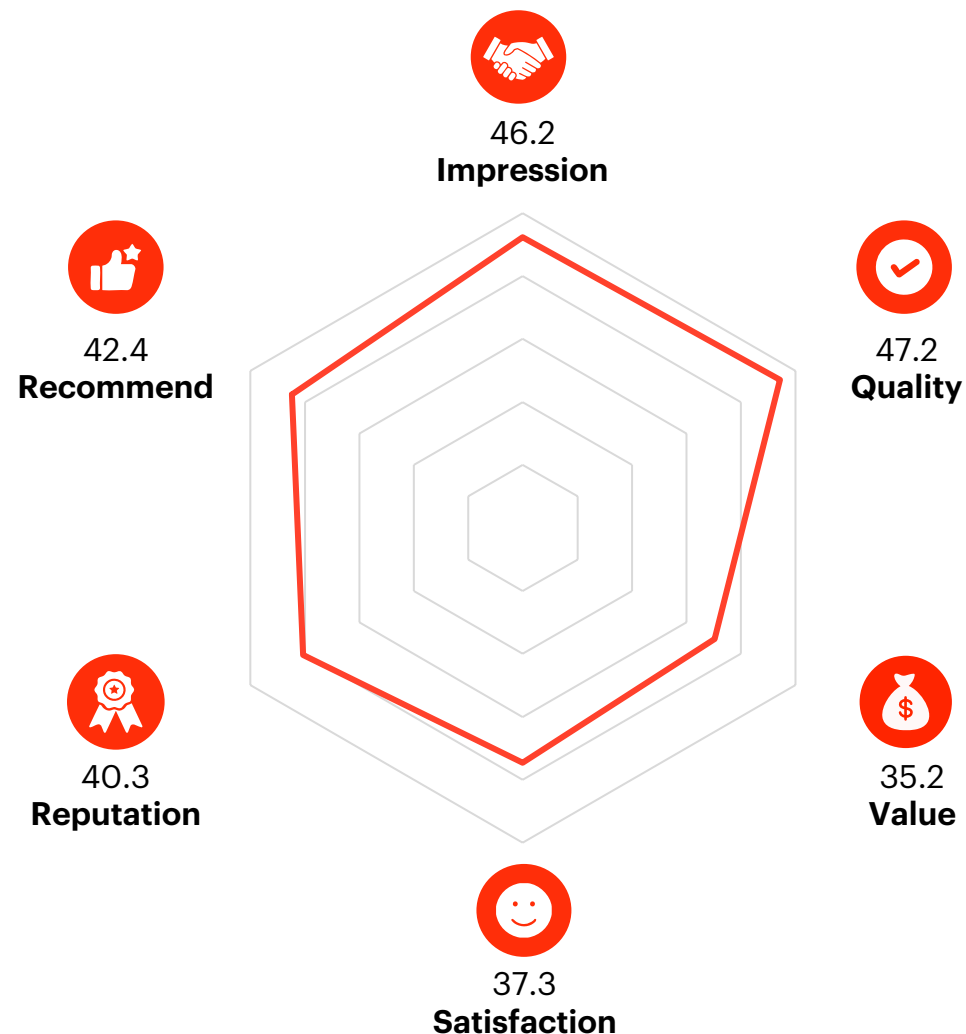 46.2
Impression
42.4
Recommend
47.2
Quality
40.3
Reputation
$
35.2
Value
37.3
Satisfaction